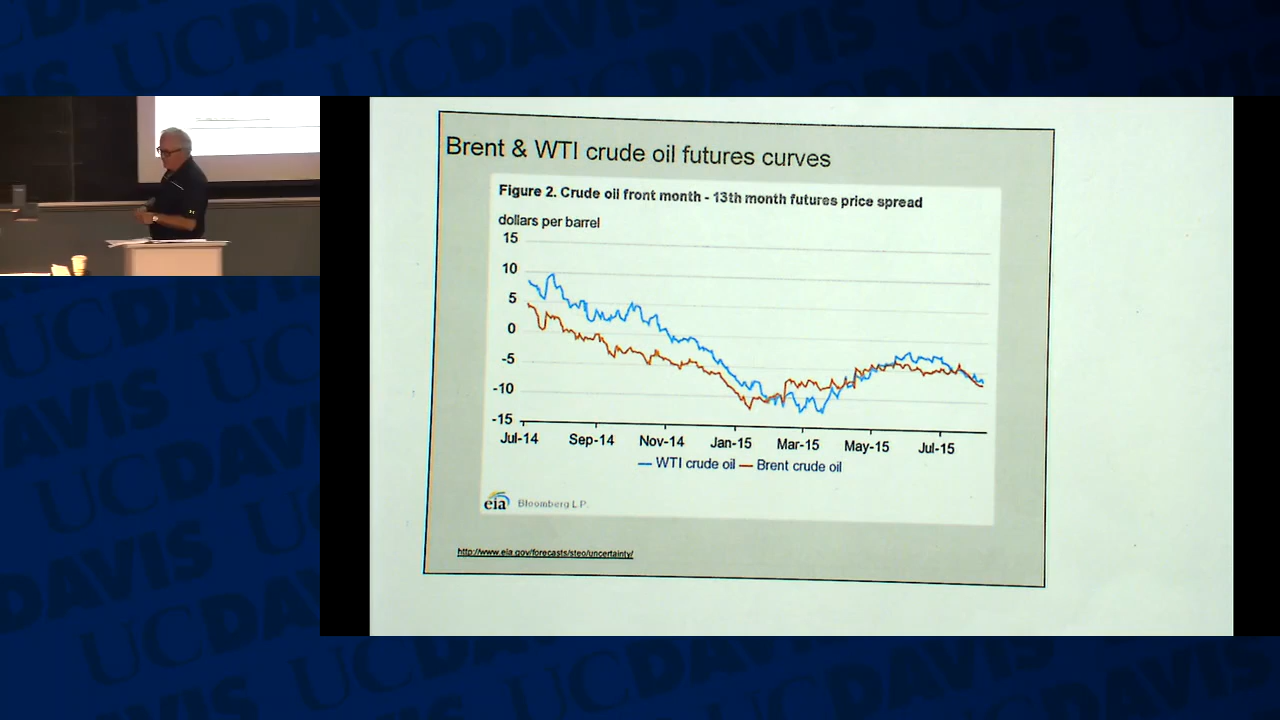 UCDAVIS
Brent & WTI crude oil futures curves
Figure 2. Crude oil front month - 13th month futures price spread
dollars per barrel
15
10
5
0
-5
-10
-15
Jul-14 Sep-14 Nov-14 Jan-15 Mar-15 May-15 Jul-15
WTI crude oil Brent crude oil
eia Bloomberg L.P.
http://www.eia.gov/forecasts/steo/uncertainty/